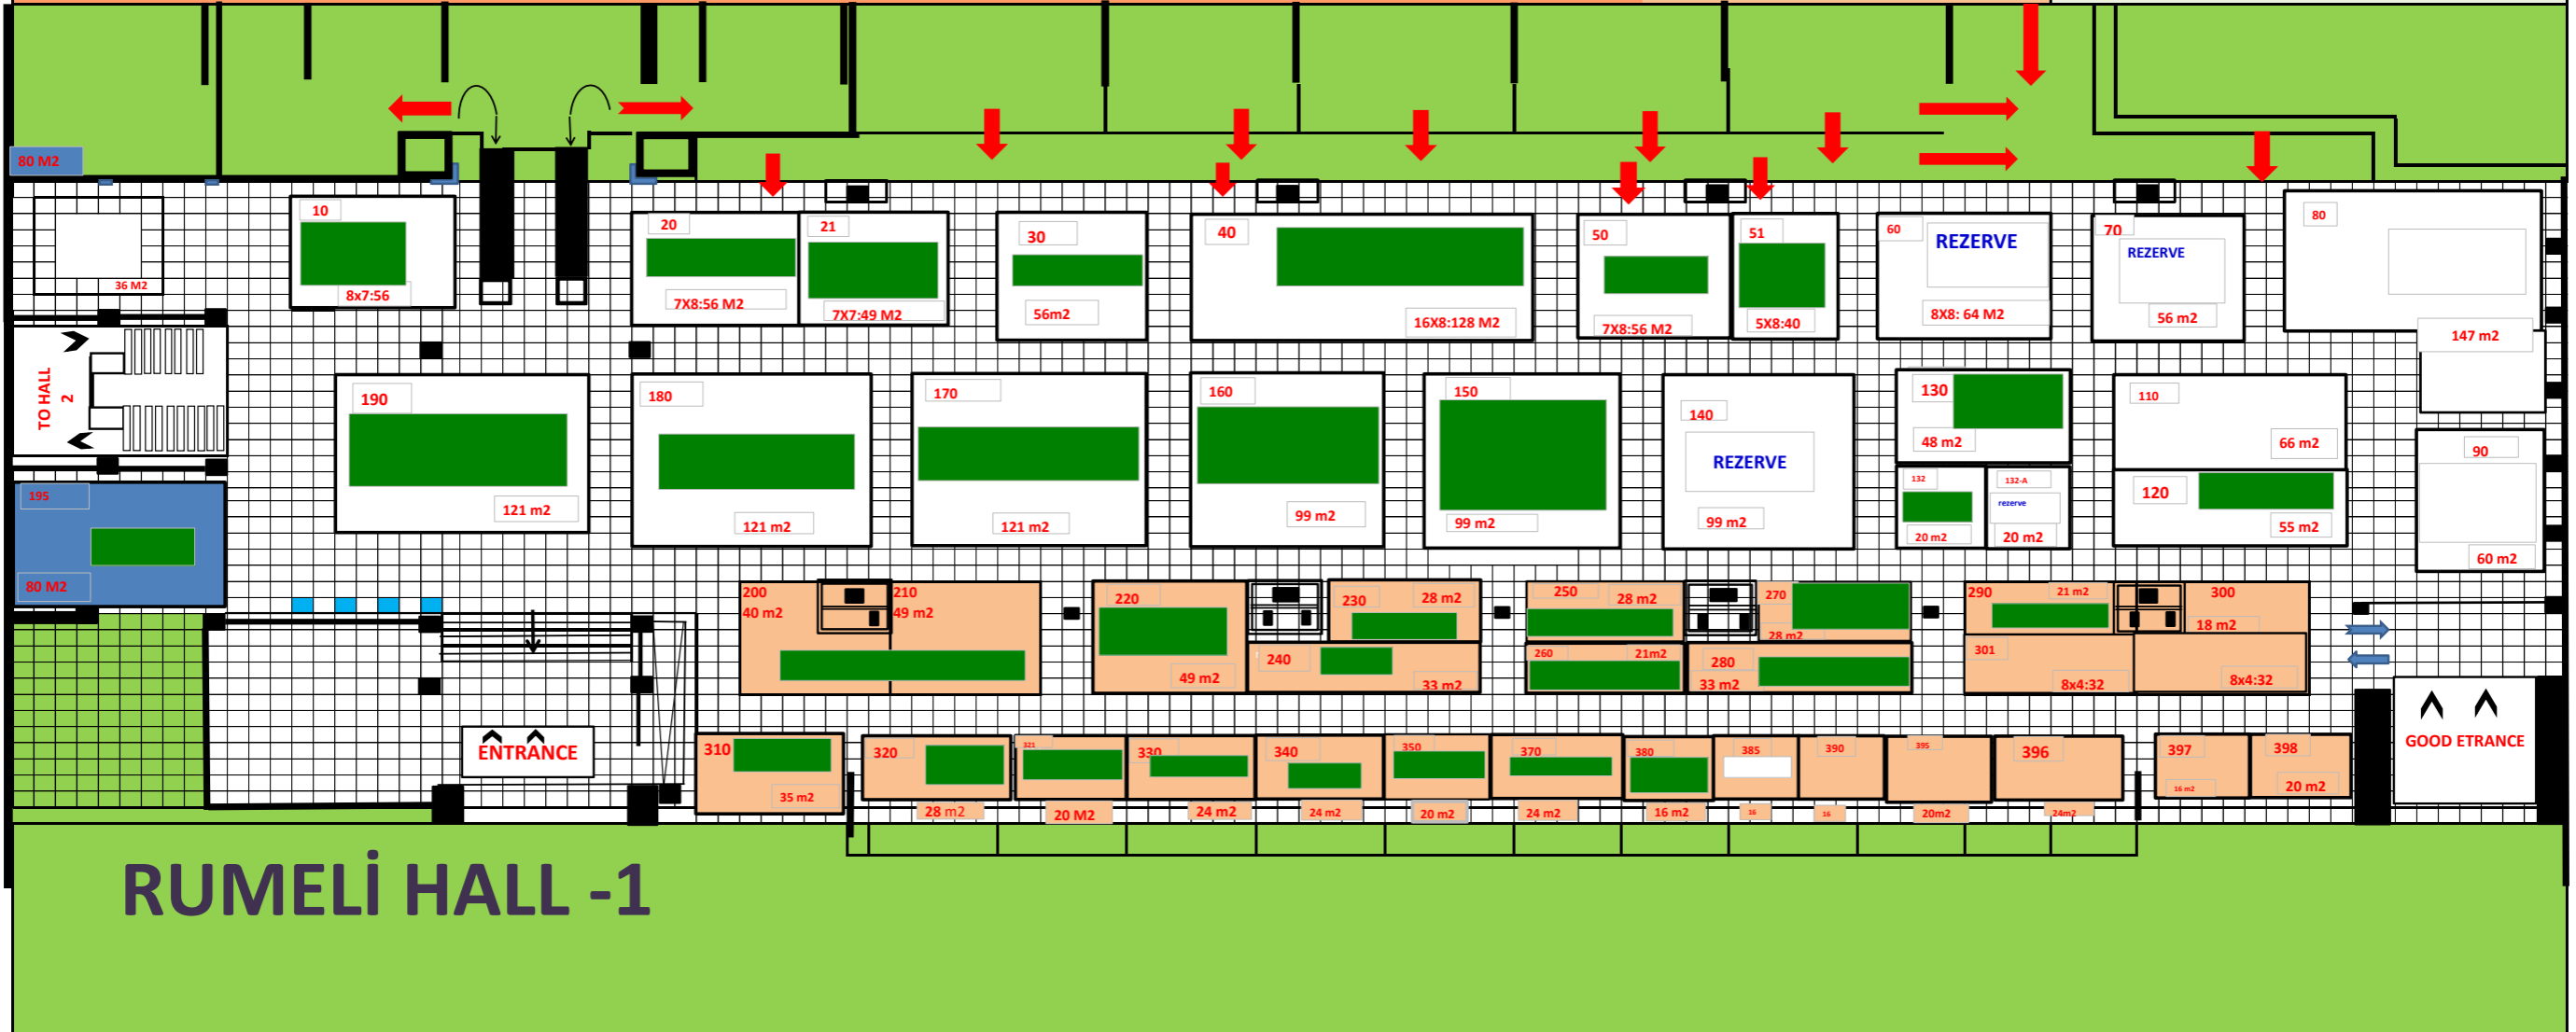 80 M2
36 M2
10
8x7:56
20
7X8:56 M2
21
7X7:49 M2
30
56m2
40
16X8:128 M2
50
7X8:56 M2
51
5X8:40
60
REZERVE
8X8: 64 M2
70
REZERVE
56 m2
80
147 m2
TO HALL
2
190
121 m2
180
121 m2
170
121 m2
160
99 m2
150
99 m2
140
REZERVE
99 m2
130
48 m2
132
20 m2
132-A
rezerve
20 m2
110
66 m2
120
55 m2
90
60 m2
195
80 M2
200
40 m2
210
49 m2
220
49 m2
230
28 m2
240
33 m2
250
28 m2
260
21m2
270
28 m2
280
33 m2
290
21 m2
300
18 m2
301
8x4:32
8x4:32
ENTRANCE
GOOD ETRANCE
310
35 m2
320
28 m2
321
20 M2
330
24 m2
340
24 m2
350
20 m2
370
24 m2
380
16 m2
385
16
390
16
395
20m2
396
24m2
397
16 m2
398
20 m2
RUMELİ HALL -1